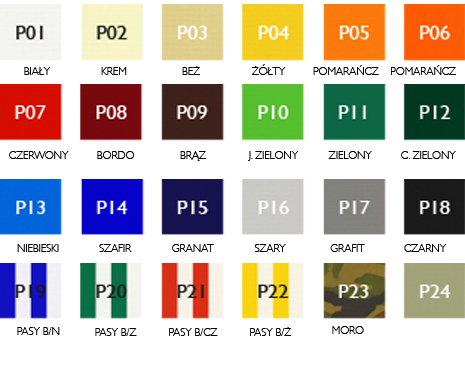 P01 P02 P03 P04 P05 P06
BIAŁY KREM BEŻ ŻÓŁTY POMARAŃCZ POMARAŃCZ
P07 P08 P09 P10 P11 P12
CZERWONY BORDO BRĄZ J. ZIELONY ZIELONY C. ZIELONY
P13 P14 P15 P16 P17 P18
NIEBIESKI SZAFIR GRANAT SZARY GRAFIT CZARNY
P19 P20 P21 P22 P23 P24
PASY B/N PASY B/Z PASY B/CZ PASY B/Ż MORO